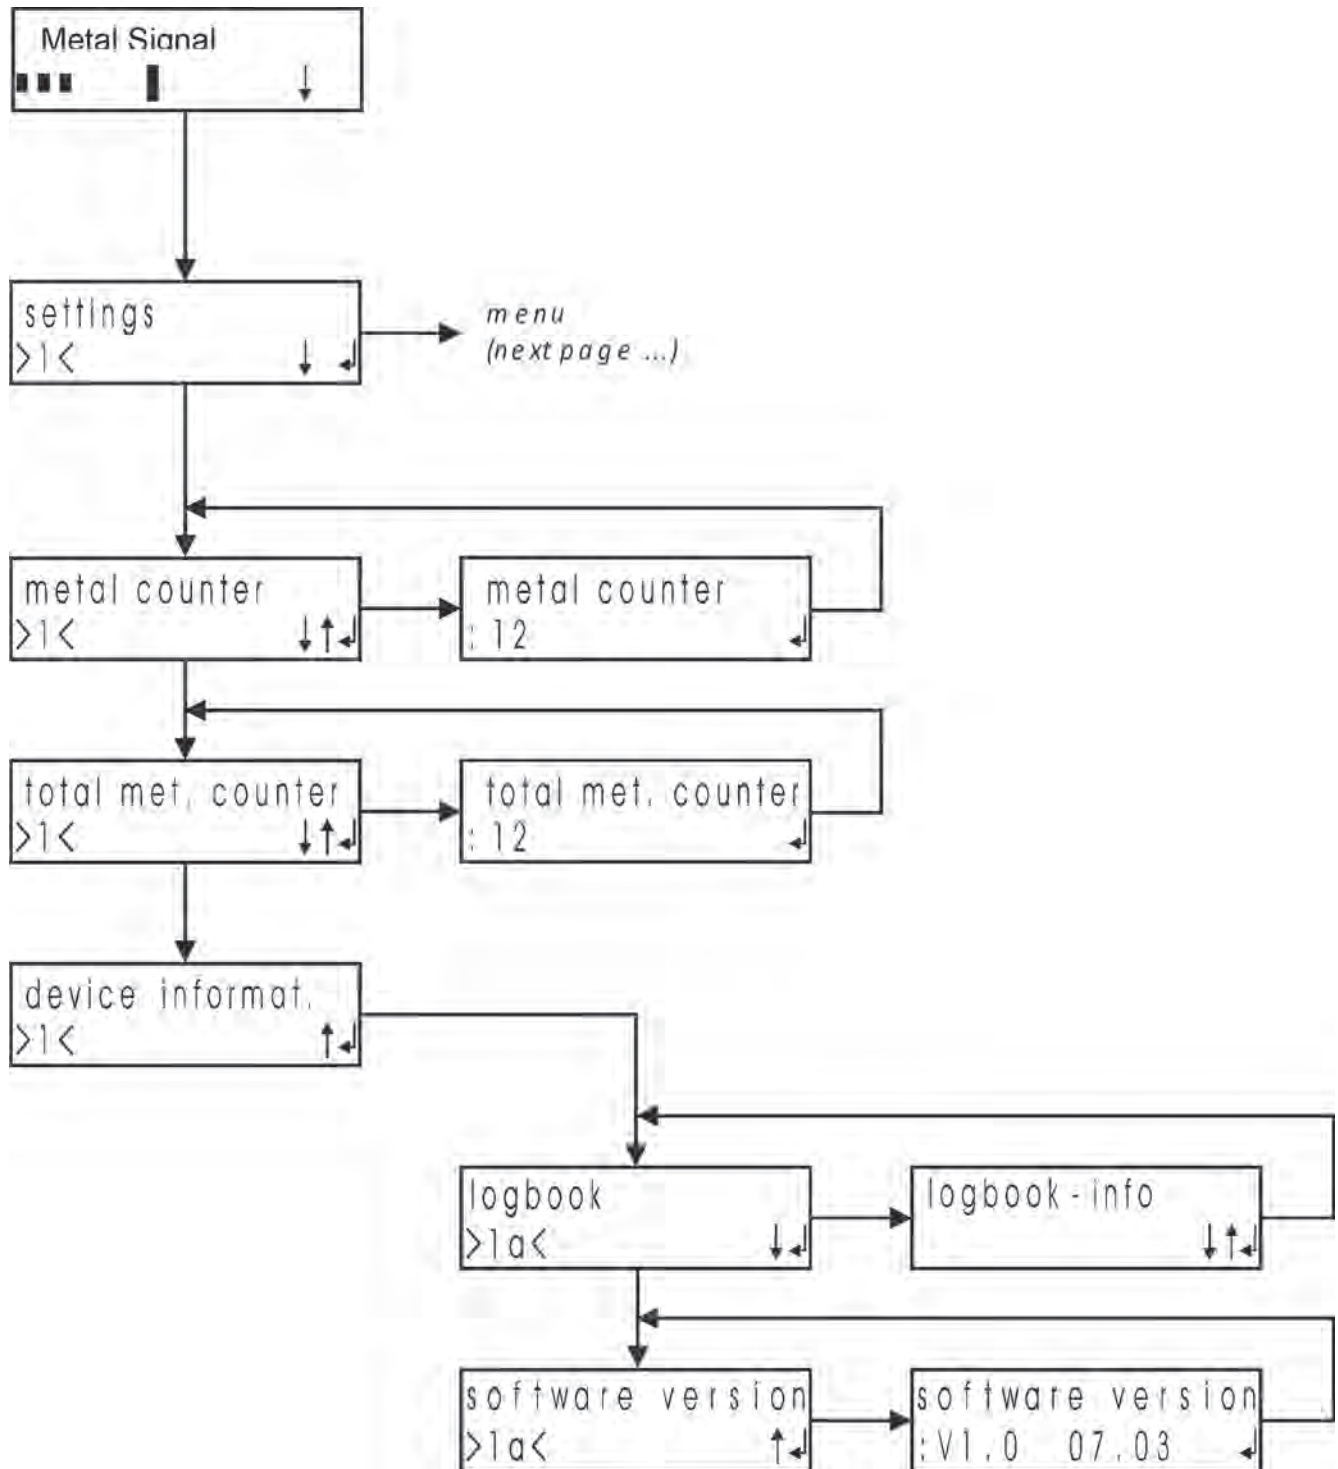 Metal Signal
↓
settings
>1< ↓ ↵
menu
(next page ...)
metal counter
>1< ↓↑↵
metal counter
:12 ↵
total met. counter
>1< ↓↑↵
total met. counter
:12 ↵
device informat.
>1< ↑↵
logbook
>1a< ↓↵
logbook-info
↓↑↵
software version
>1a< ↑↵
software version
:V1.0 07.03 ↵